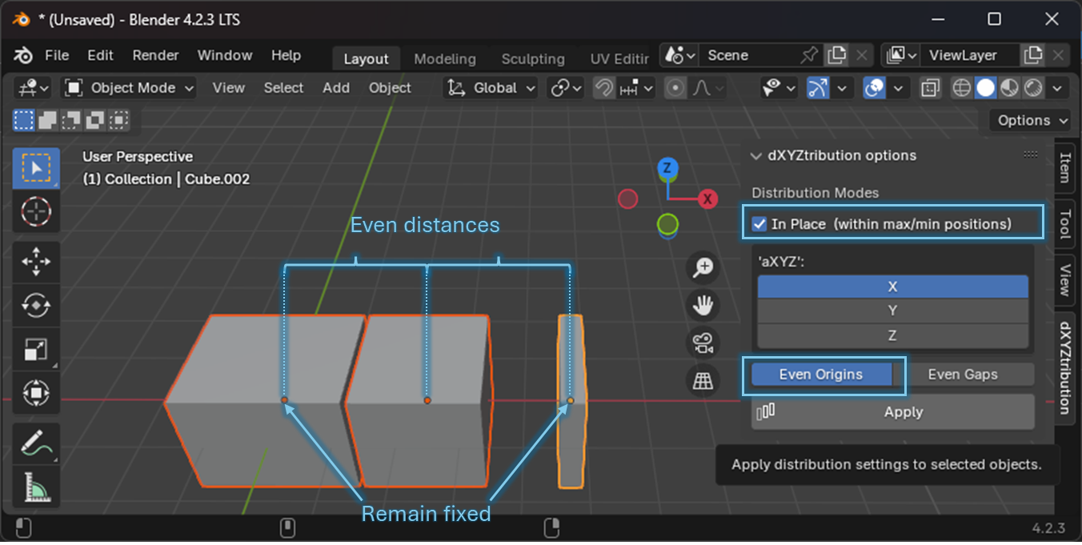 * (Unsaved) - Blender 4.2.3 LTS
File Edit Render Window Help Layout Modeling Sculpting UV Editir Scene ViewLayer
Object Mode View Select Add Object Global
Options
User Perspective
(1) Collection | Cube.002
Z
X
Even distances
Remain fixed
dXYZtribution options
Distribution Modes
In Place (within max/min positions)
'aXYZ':
X
Y
Z
Even Origins Even Gaps
Apply
Apply distribution settings to selected objects.
Item
Tool
View
dXYZtribution
4.2.3